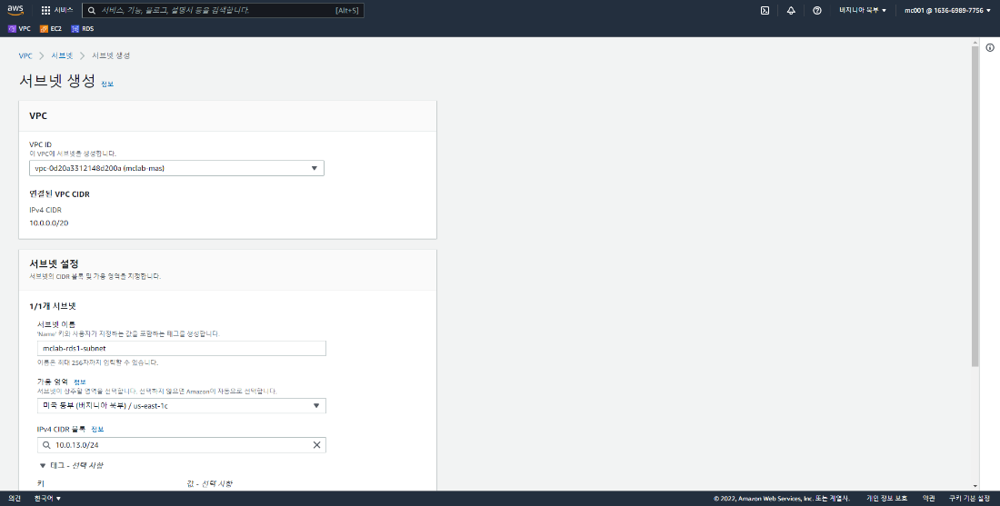 aws 서비스 서비스, 기능, 블로그, 설명서 등을 검색합니다. [Alt+S] 버지니아 북부 ▼ mc001 @ 1636-6989-7756 ▼
VPC EC2 RDS
VPC > 서브넷 > 서브넷 생성
서브넷 생성 정보
VPC
VPC ID
이 VPC에 서브넷을 생성합니다.
vpc-0d20a3312148d200a (mclab-mas) ▼
연결된 VPC CIDR
IPv4 CIDR
10.0.0.0/20
서브넷 설정
서브넷의 CIDR 블록 및 가용 영역을 지정합니다.
1/1개 서브넷
서브넷 이름
'Name' 키와 사용자가 지정하는 값을 포함하는 태그를 생성합니다.
mclab-rds1-subnet
이름은 최대 256자까지 입력할 수 있습니다.
가용 영역 정보
서브넷이 상주할 영역을 선택합니다. 선택하지 않으면 Amazon이 자동으로 선택합니다.
미국 동부 (버지니아 북부) / us-east-1c ▼
IPv4 CIDR 블록 정보
10.0.13.0/24
▼ 태그 - 선택 사항
키 값 - 선택 사항
의견 한국어 ▼ © 2022, Amazon Web Services, Inc. 또는 계열사. 개인 정보 보호 약관 쿠키 기본 설정